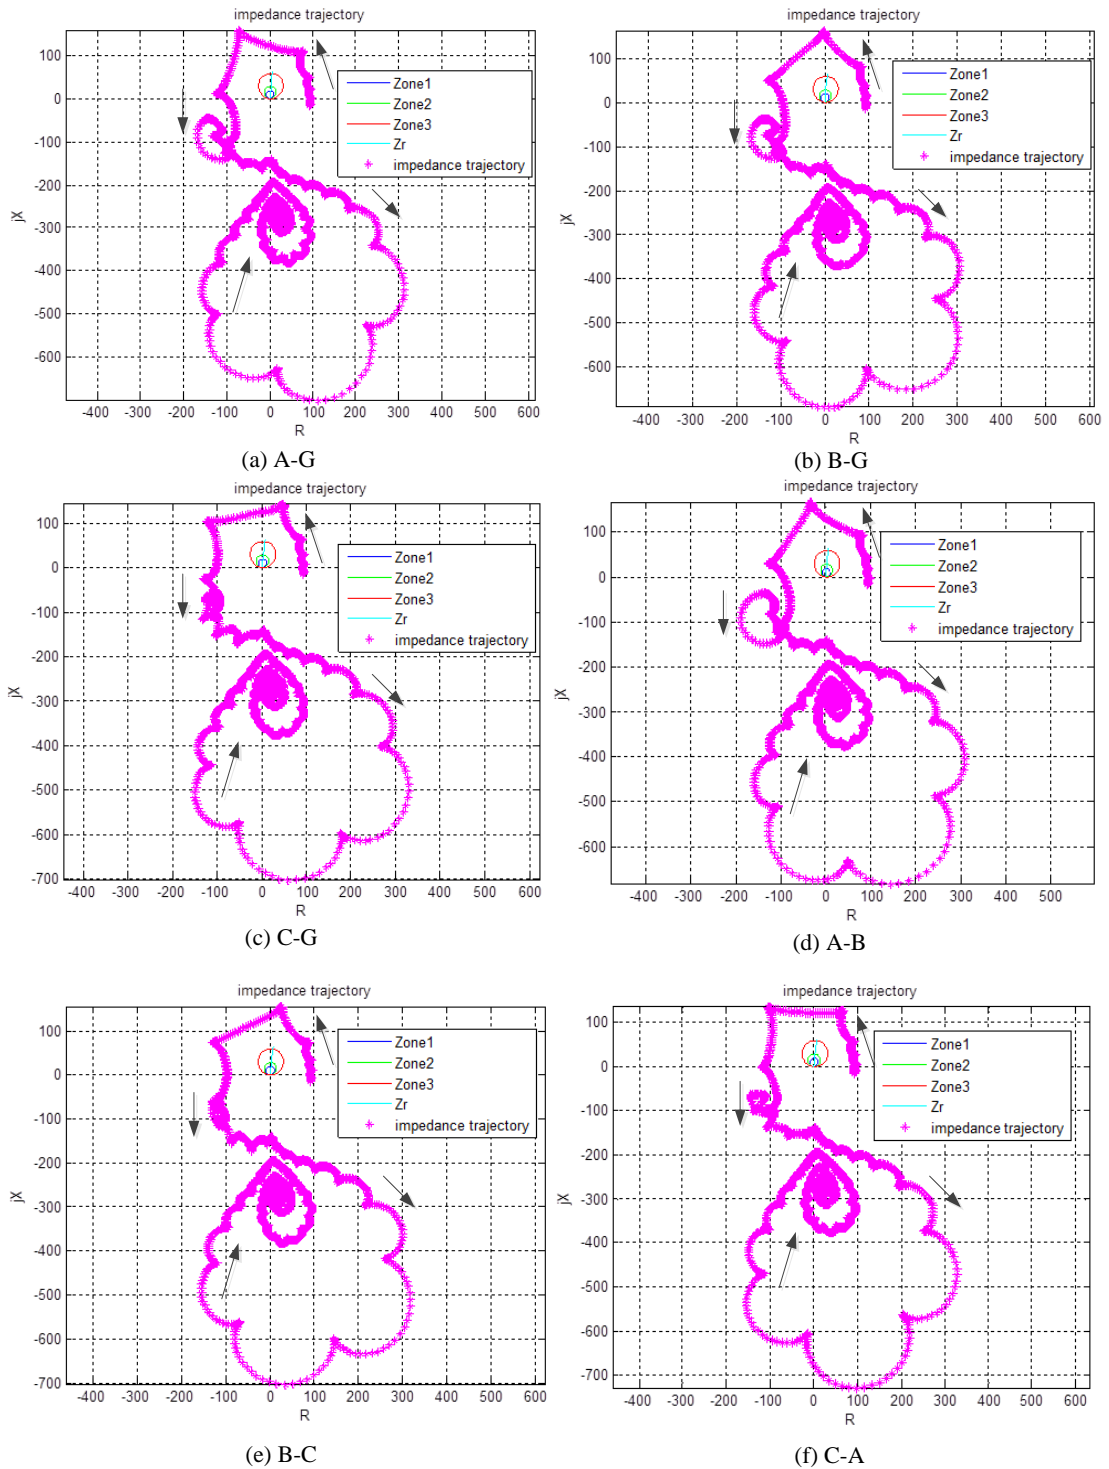 impedance trajectory
100
0
-100
-200
-300
-400
-500
-600
jX
-400 -300 -200 -100 0 100 200 300 400 500 600
R
Zone1
Zone2
Zone3
Zr
impedance trajectory
(a) A-G
impedance trajectory
100
0
-100
-200
-300
-400
-500
-600
jX
-400 -300 -200 -100 0 100 200 300 400 500 600
R
Zone1
Zone2
Zone3
Zr
impedance trajectory
(b) B-G
impedance trajectory
100
0
-100
-200
-300
-400
-500
-600
-700
jX
-400 -300 -200 -100 0 100 200 300 400 500 600
R
Zone1
Zone2
Zone3
Zr
impedance trajectory
(c) C-G
impedance trajectory
100
0
-100
-200
-300
-400
-500
-600
jX
-400 -300 -200 -100 0 100 200 300 400 500
R
Zone1
Zone2
Zone3
Zr
impedance trajectory
(d) A-B
impedance trajectory
100
0
-100
-200
-300
-400
-500
-600
-700
jX
-400 -300 -200 -100 0 100 200 300 400 500 600
R
Zone1
Zone2
Zone3
Zr
impedance trajectory
(e) B-C
impedance trajectory
100
0
-100
-200
-300
-400
-500
-600
-700
jX
-400 -300 -200 -100 0 100 200 300 400 500 600
R
Zone1
Zone2
Zone3
Zr
impedance trajectory
(f) C-A